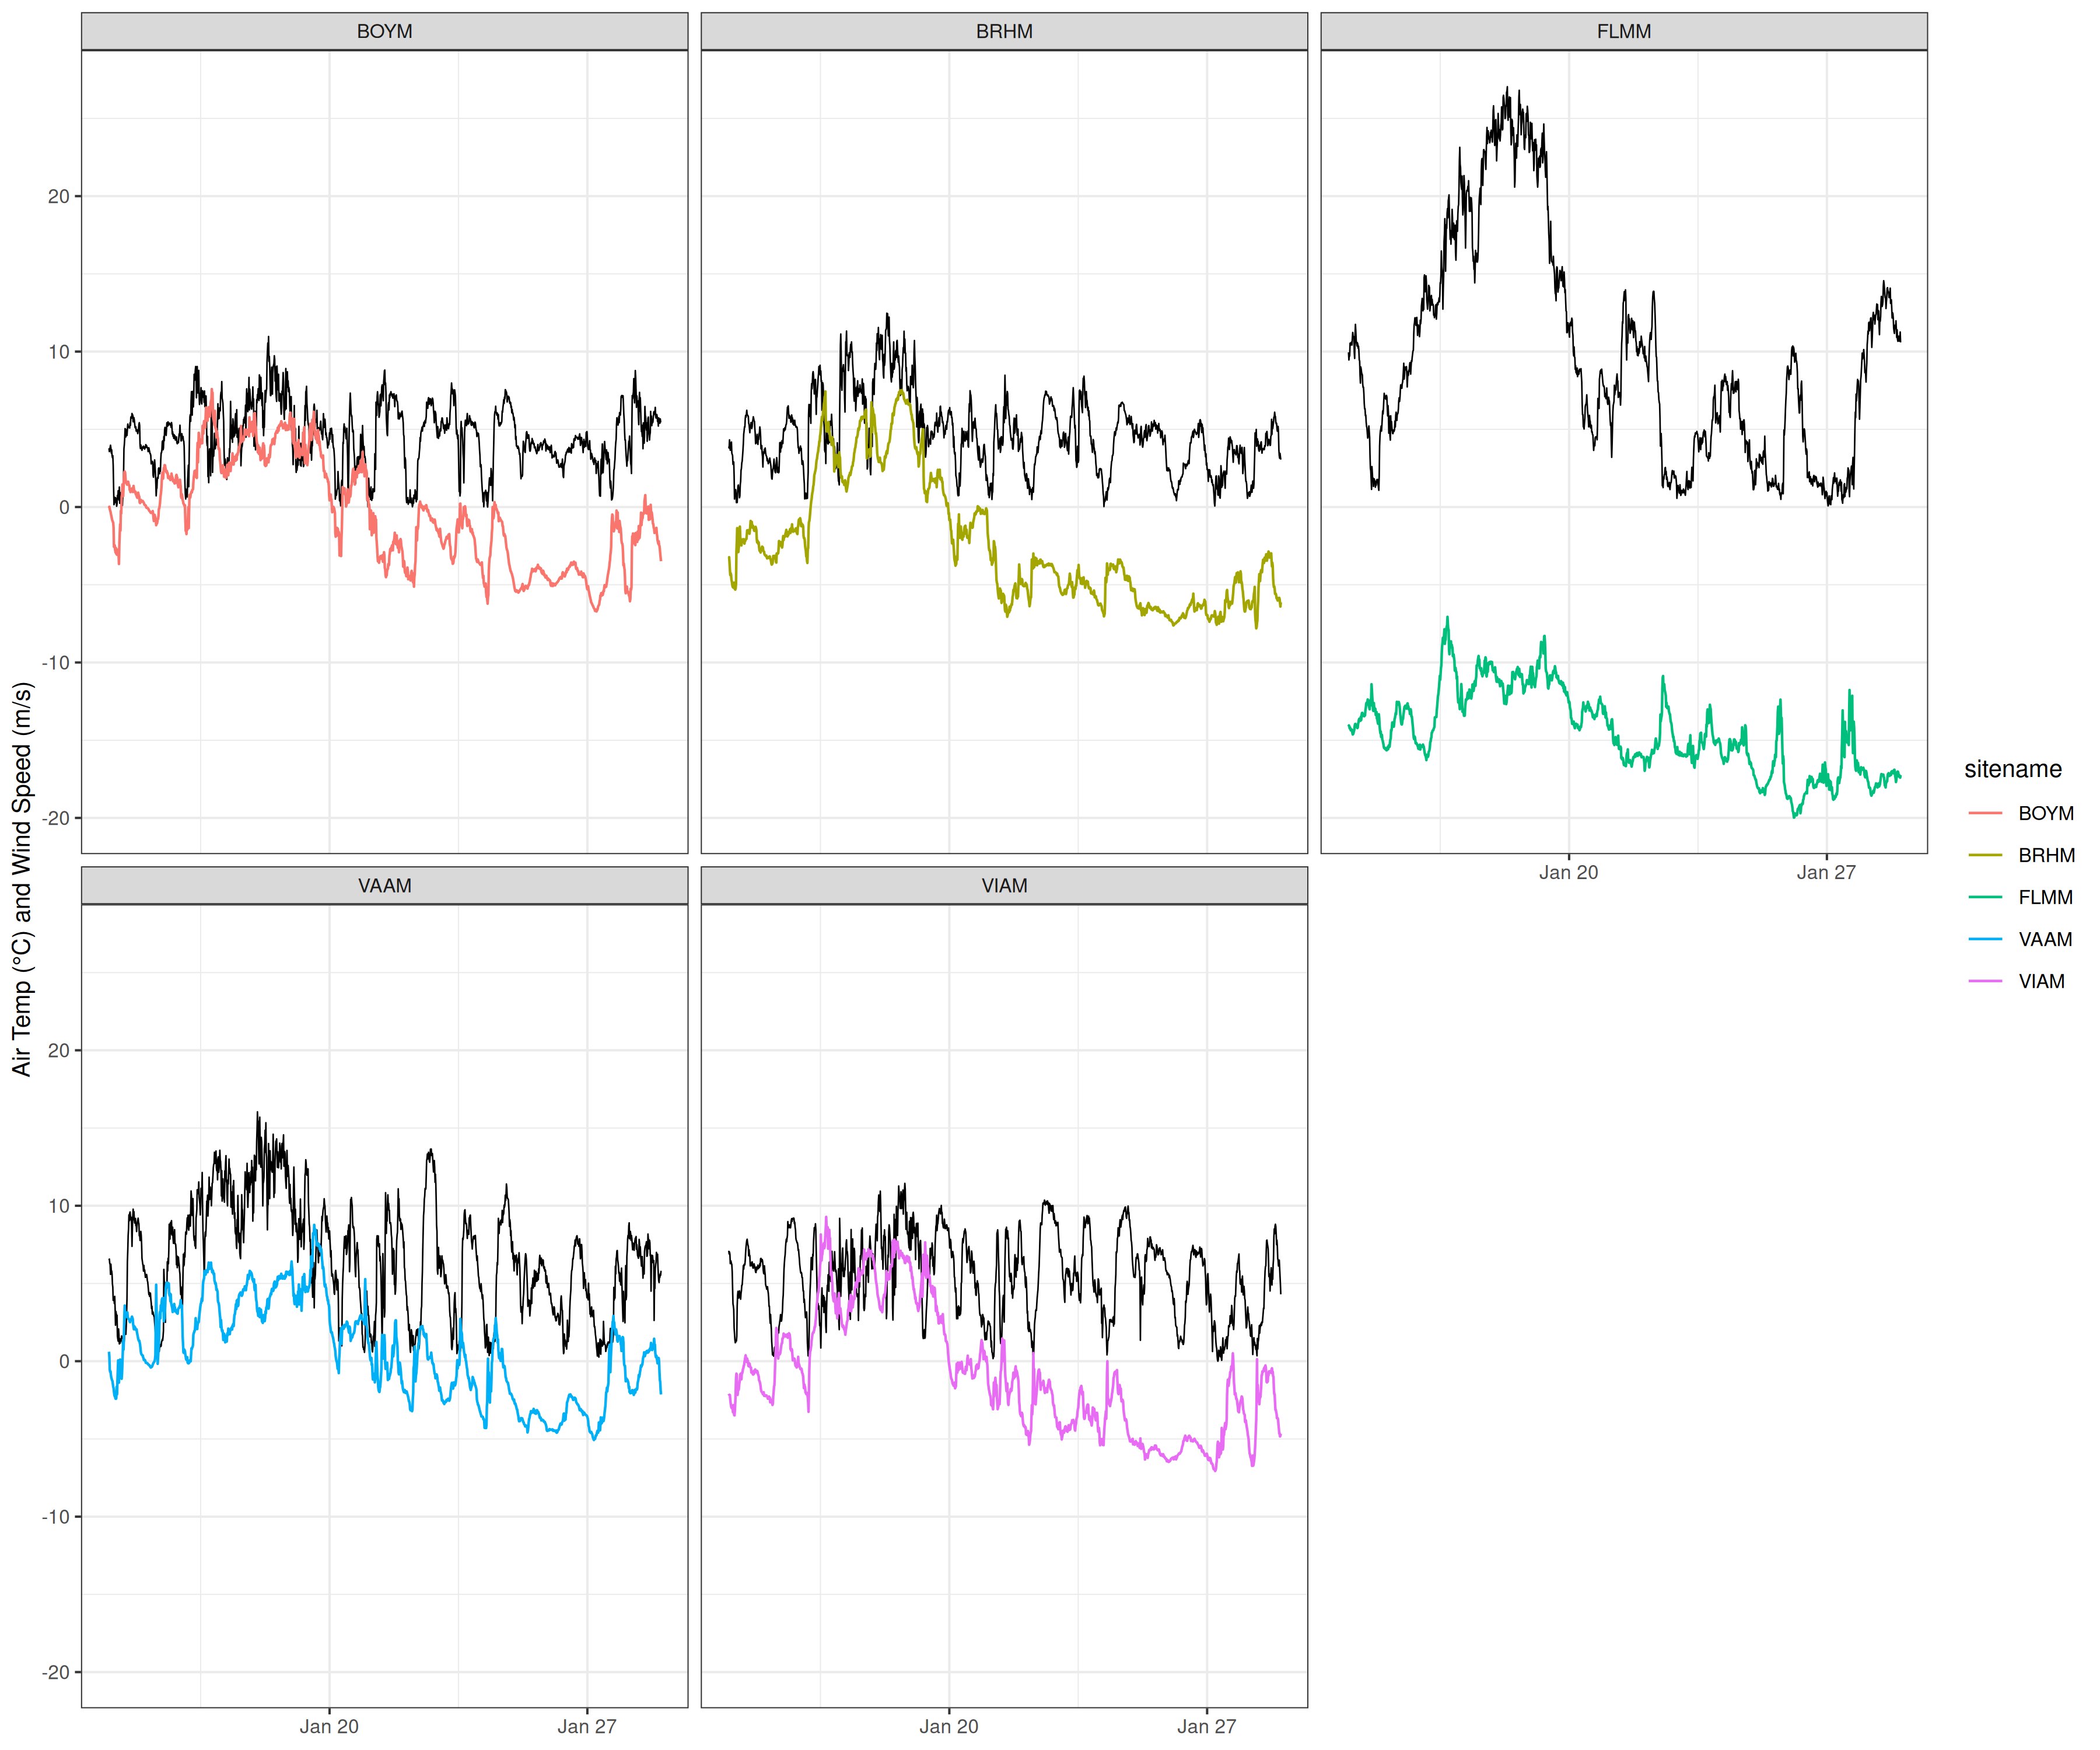 BOYM
BRHM
FLMM
20
10
0
-10
-20
Jan 20
Jan 27
VAAM
VIAM
20
10
0
-10
-20
Jan 20
Jan 27
Jan 20
Jan 27
Air Temp (°C) and Wind Speed (m/s)
sitename
BOYM
BRHM
FLMM
VAAM
VIAM